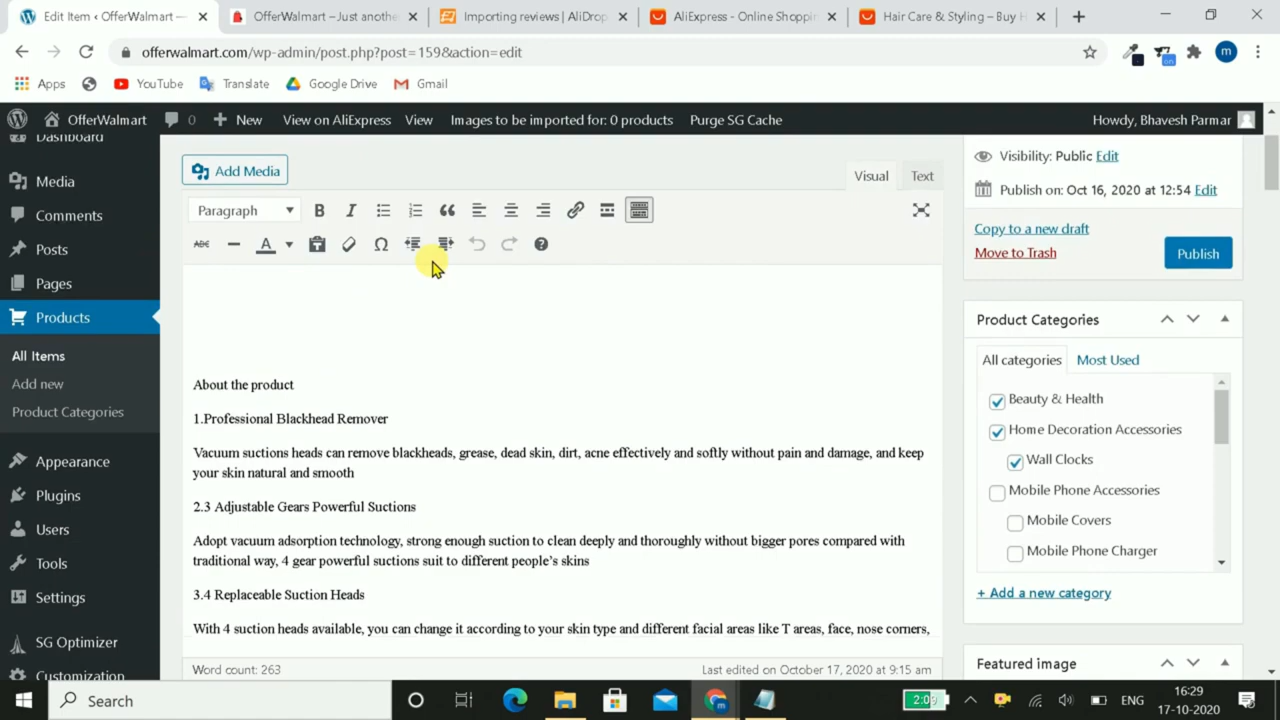 Edit Item ‹ OfferWalmart —
OfferWalmart – Just anothe
Importing reviews | AliDrop
AliExpress - Online Shoppin
Hair Care & Styling – Buy H
offerwalmart.com/wp-admin/post.php?post=159&action=edit
m
on
Apps
YouTube
Translate
Google Drive
Gmail
OfferWalmart
0
New
View on AliExpress
View
Images to be imported for: 0 products
Purge SG Cache
Howdy, Bhavesh Parmar
Dashboard
Media
Comments
Posts
Pages
Products
All Items
Add new
Product Categories
Appearance
Plugins
Users
Tools
Settings
SG Optimizer
Customization
Add Media
Visual
Text
Paragraph
B
I
ABC
A
About the product
1.Professional Blackhead Remover
Vacuum suctions heads can remove blackheads, grease, dead skin, dirt, acne effectively and softly without pain and damage, and keep
your skin natural and smooth
2.3 Adjustable Gears Powerful Suctions
Adopt vacuum adsorption technology, strong enough suction to clean deeply and thoroughly without bigger pores compared with
traditional way, 4 gear powerful suctions suit to different people's skins
3.4 Replaceable Suction Heads
With 4 suction heads available, you can change it according to your skin type and different facial areas like T areas, face, nose corners,
Word count: 263
Last edited on October 17, 2020 at 9:15 am
Visibility: Public Edit
Publish on: Oct 16, 2020 at 12:54 Edit
Copy to a new draft
Move to Trash
Publish
Product Categories
All categories
Most Used
Beauty & Health
Home Decoration Accessories
Wall Clocks
Mobile Phone Accessories
Mobile Covers
Mobile Phone Charger
+ Add a new category
Featured image
Search
ENG
16:29
17-10-2020